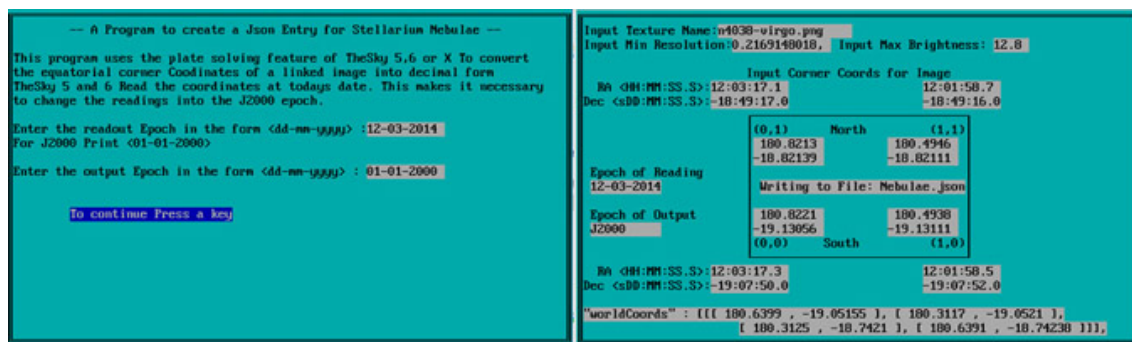 -- A Program to create a Json Entry for Stellarium Nebulae --
This program uses the plate solving feature of TheSky 5,6 or X To convert
the equatorial corner Coodinates of a linked image into decimal form
TheSky 5 and 6 Read the coordinates at todays date. This makes it necessary
to change the readings into the J2000 epoch.
Enter the readout Epoch in the form <dd-mm-yyyy> :12-03-2014
For J2000 Print <01-01-2000>
Enter the output Epoch in the form <dd-mm-yyyy> : 01-01-2000
To continue Press a key
Input Texture Name:n4038-virgo.png
Input Min Resolution:0.2169148018, Input Max Brightness: 12.8
Input Corner Coords for Image
RA <HH:MM:SS.S>:12:03:17.1 12:01:58.7
Dec <sDD:MM:SS.S>:-18:49:17.0 -18:49:16.0
(0,1) North (1,1)
180.8213 180.4946
-18.82139 -18.82111
Epoch of Reading
12-03-2014 Writing to File: Nebulae.json
Epoch of Output 180.8221 180.4938
J2000 -19.13056 -19.13111
(0,0) South (1,0)
RA <HH:MM:SS.S>:12:03:17.3 12:01:58.5
Dec <sDD:MM:SS.S>:-19:07:50.0 -19:07:52.0
"worldCoords" : [[[ 180.6399 , -19.05155 ], [ 180.3117 , -19.0521 ],
[ 180.3125 , -18.7421 ], [ 180.6391 , -18.74238 ]]],